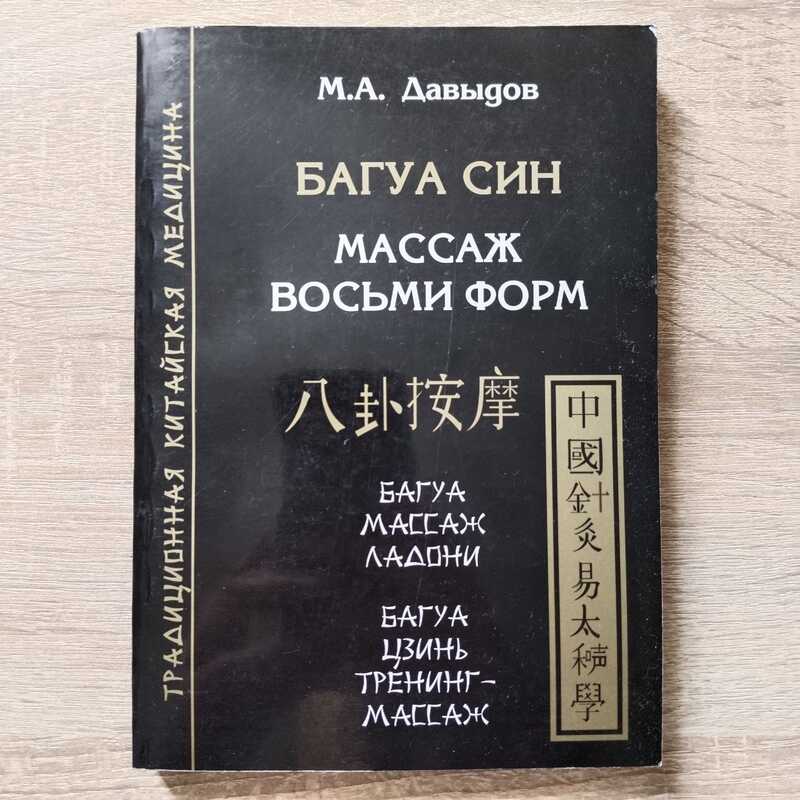 М.А. Давыдов
БАГУА СИН
МАССАЖ
ВОСЬМИ ФОРМ
八卦按摩
БАГУА
МАССАЖ
ЛАДОНИ
БАГУА
ЦЗИНЬ
ТРЕНИНГ-
МАССАЖ
ТРАДИЦИОННАЯ КИТАЙСКАЯ МЕДИЦИНА
中國針灸易太學